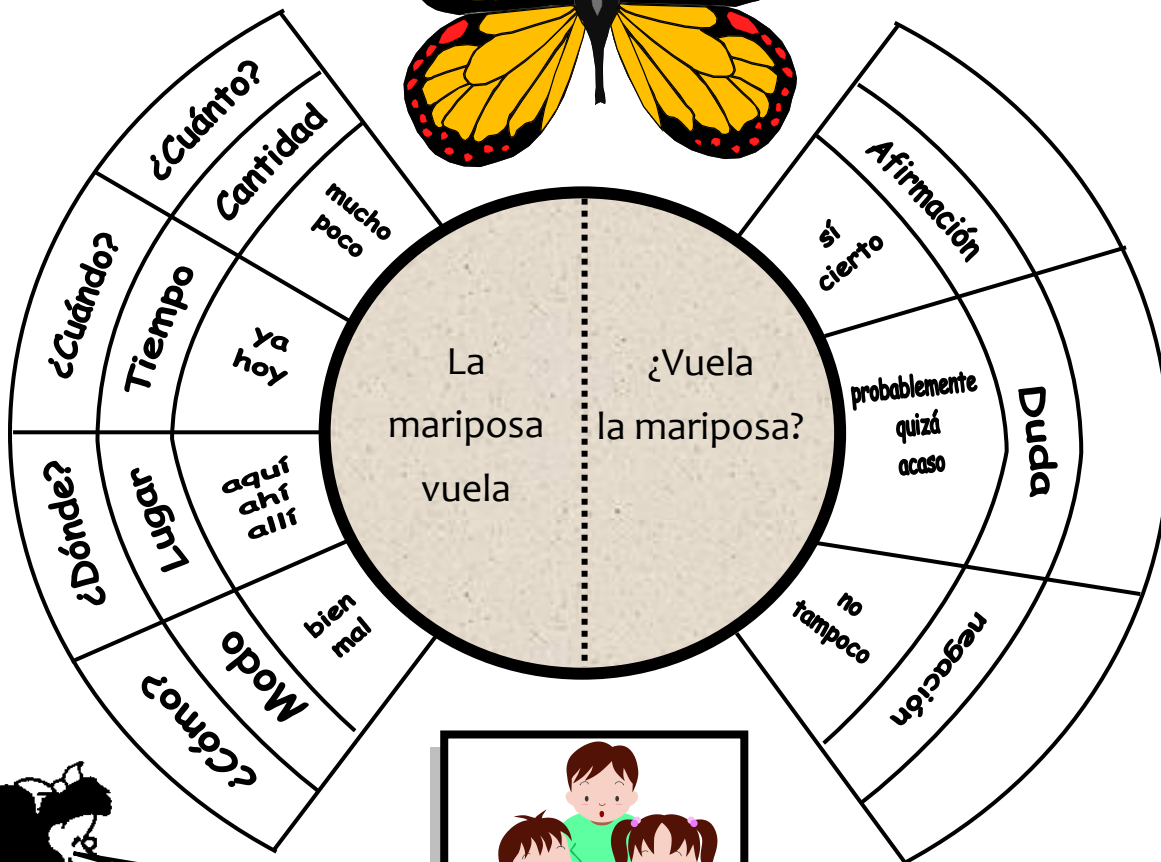 ¿Cuánto?
Cantidad
mucho
poco
¿Cuándo?
Tiempo
ya
hoy
¿Dónde?
Lugar
aquí
ahí
allí
¿Cómo?
Modo
bien
mal
La
mariposa
vuela
¿Vuela
la mariposa?
Afirmación
sí
cierto
Duda
probablemente
quizá
acaso
negación
no
tampoco